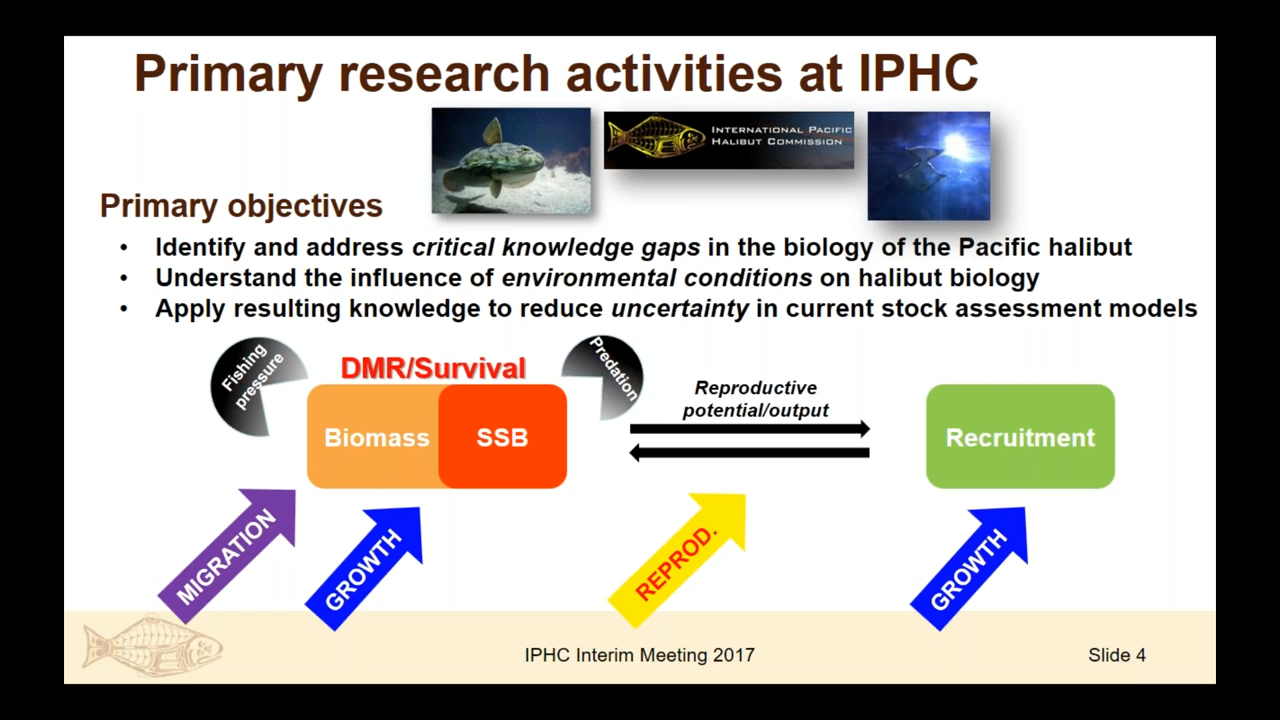 Primary research activities at IPHC
INTERNATIONAL PACIFIC
HALIBUT COMMISSION
Primary objectives
• Identify and address critical knowledge gaps in the biology of the Pacific halibut
• Understand the influence of environmental conditions on halibut biology
• Apply resulting knowledge to reduce uncertainty in current stock assessment models
Fishing
pressure
DMR/Survival
Predation
Biomass
SSB
Reproductive
potential/output
Recruitment
MIGRATION
GROWTH
REPROD.
GROWTH
IPHC Interim Meeting 2017
Slide 4